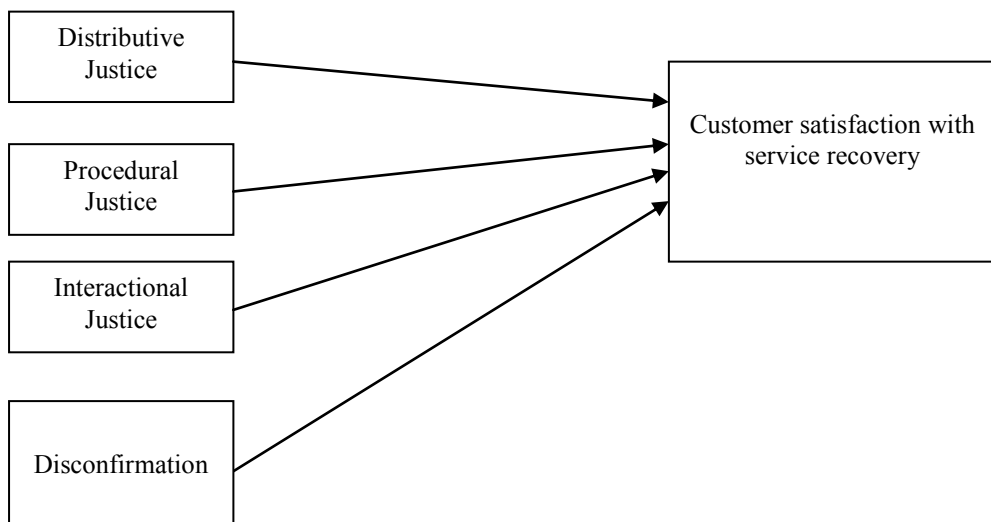 Distributive
Justice
Procedural
Justice
Interactional
Justice
Disconfirmation
Customer satisfaction with
service recovery